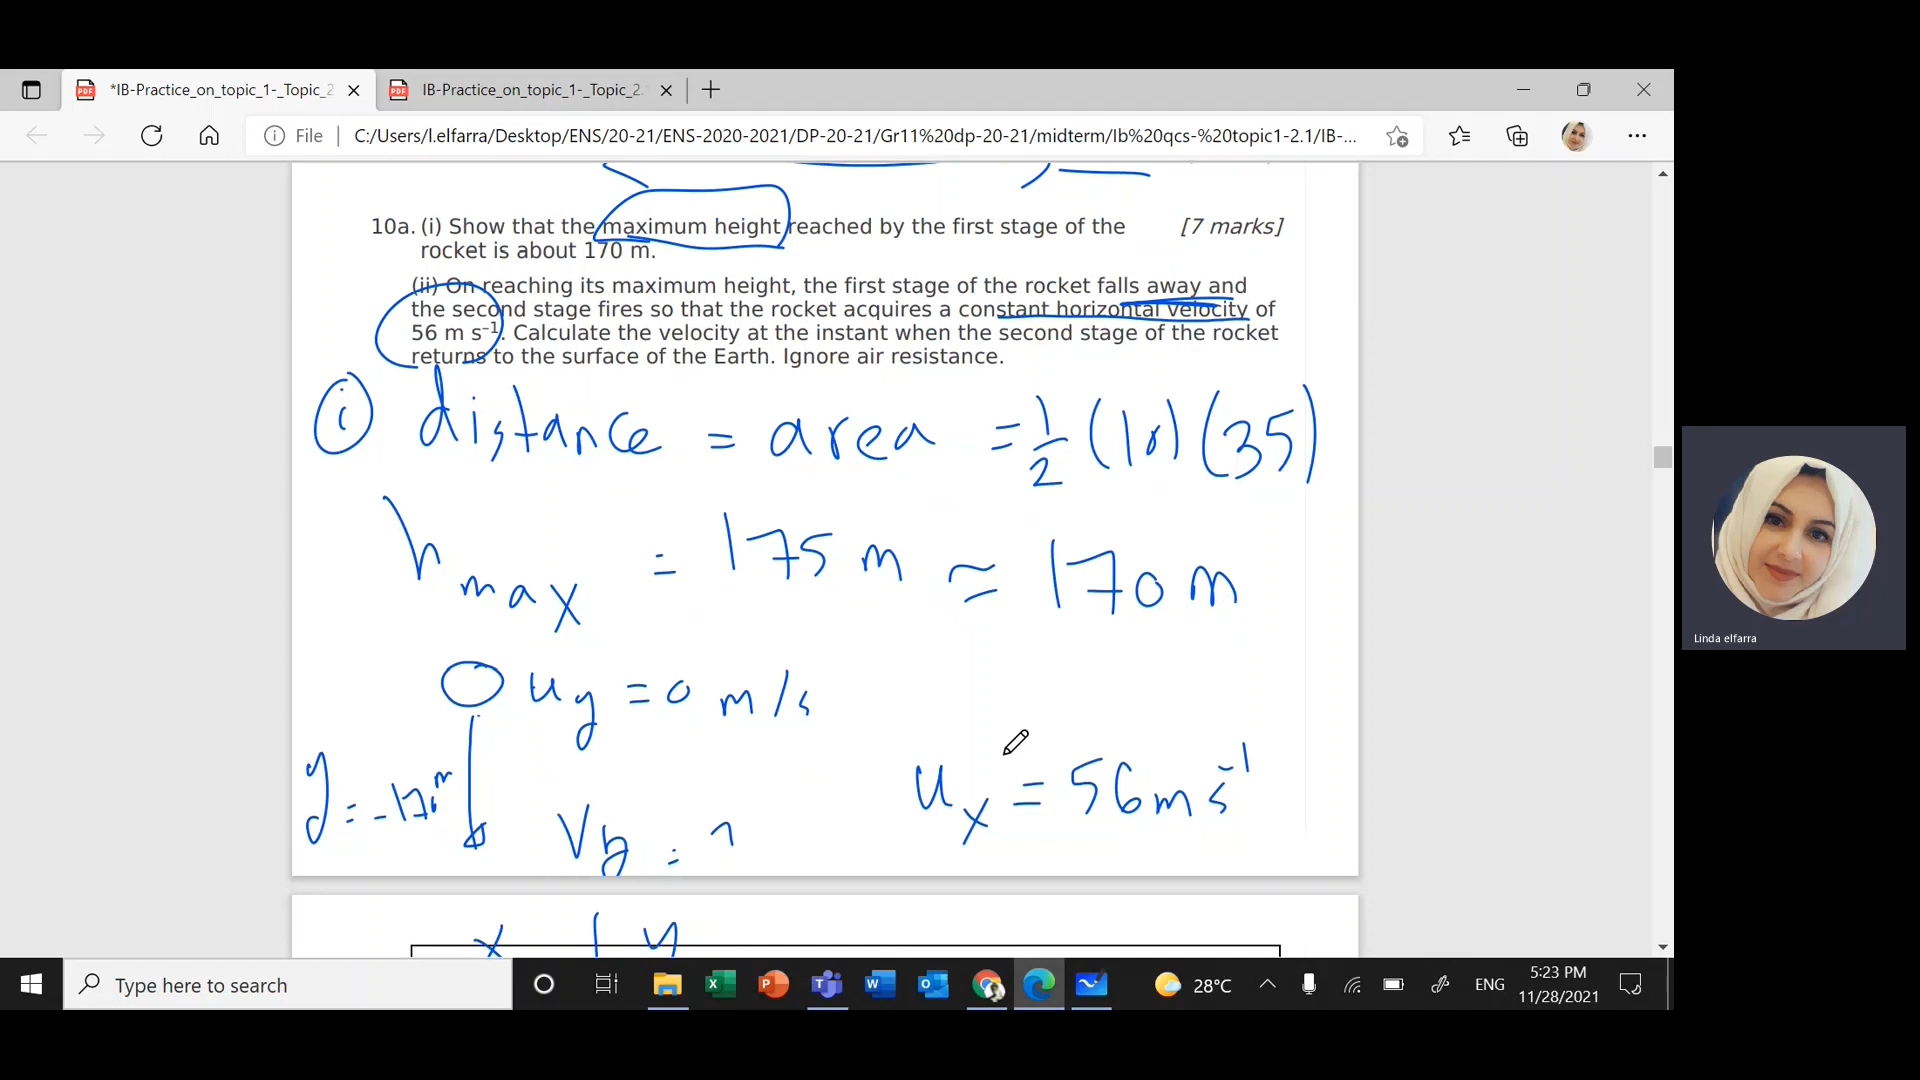 *IB-Practice_on_topic_1-_Topic_2
IB-Practice_on_topic_1-_Topic_2.
File
C:/Users/l.elfarra/Desktop/ENS/20-21/ENS-2020-2021/DP-20-21/Gr11%20dp-20-21/midterm/Ib%20qcs-%20topic1-2.1/IB-...
10a. (i) Show that the maximum height reached by the first stage of the [7 marks]
rocket is about 170 m.
(ii) On reaching its maximum height, the first stage of the rocket falls away and
the second stage fires so that the rocket acquires a constant horizontal velocity of
56 m s⁻¹. Calculate the velocity at the instant when the second stage of the rocket
returns to the surface of the Earth. Ignore air resistance.
i distance = area = 1/2 (10) (35)
h max = 175 m ≈ 170 m
u y = 0 m/s
y = -170 m
u x = 56 m s⁻¹
Vy = ?
x | y
Linda elfarra
Type here to search
28°C
ENG
5:23 PM
11/28/2021